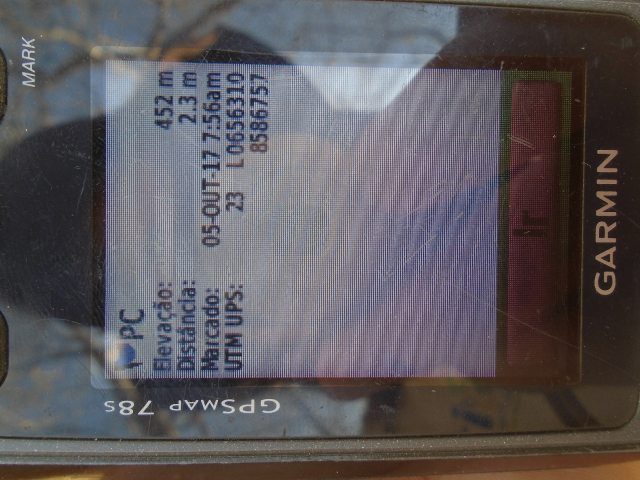 MARK
PC
Elevação: 452 m
Distância: 2.3 m
Marcado: 05-OUT-17 7:56am
UTM UPS: 23 L 0656310
8586757
Ir
GARMIN
GPSMAP 78s